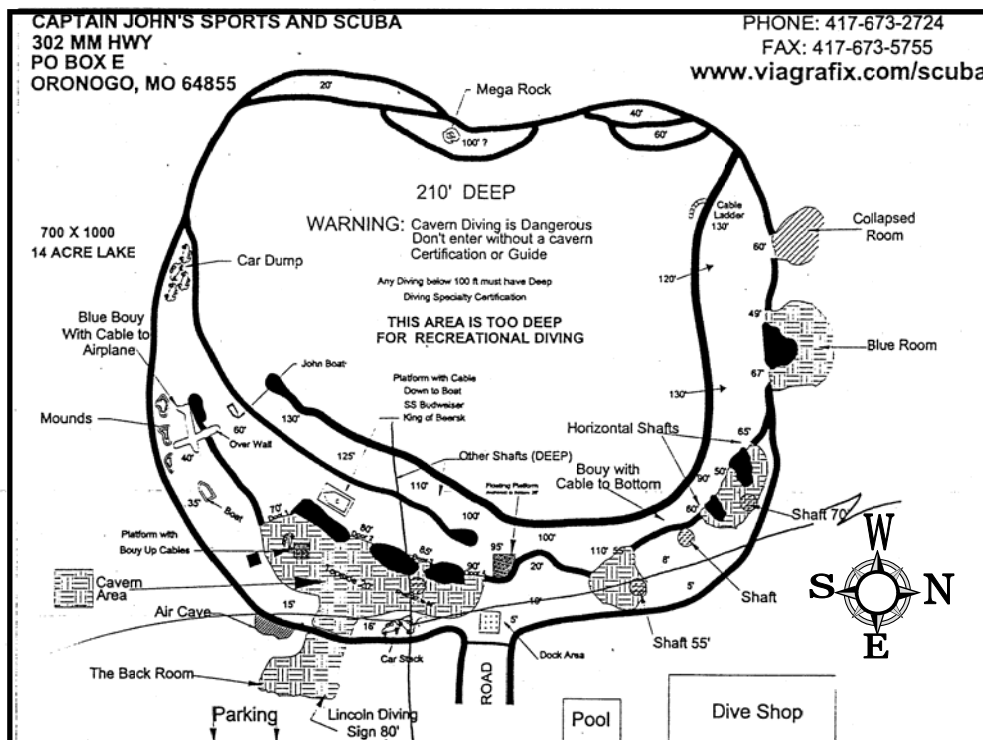 CAPTAIN JOHN'S SPORTS AND SCUBA
302 MM HWY
PO BOX E
ORONOGO, MO 64855
PHONE: 417-673-2724
FAX: 417-673-5755
www.viagrafix.com/scuba
20'
Mega Rock
100' ?
40'
60'
210' DEEP
WARNING: Cavern Diving is Dangerous
Don't enter without a cavern
Certification or Guide
Any Diving below 100 ft must have Deep
Diving Specialty Certification
THIS AREA IS TOO DEEP
FOR RECREATIONAL DIVING
700 X 1000
14 ACRE LAKE
Car Dump
Cable
Ladder
130'
60'
Collapsed
Room
120'
49'
Blue Room
67'
130'
Blue Bouy
With Cable to
Airplane
John Boat
Platform with Cable
Down to Boat
SS Budweiser
King of Beersk
Mounds
60'
130'
Over Wall
40'
125'
Other Shafts (DEEP)
110'
Horizontal Shafts
65'
Bouy with
Cable to Bottom
90'
50'
60'
Shaft 70'
35'
Boat
70'
80'
85'
90'
100'
100'
95'
20'
110'
55'
8'
5'
Shaft
Platform with
Bouy Up Cables
Cavern
Area
Air Cave
15'
16'
10'
5'
Car Stack
Dock Area
Shaft 55'
The Back Room
ROAD
Parking
Lincoln Diving
Sign 80'
Pool
Dive Shop
W
S
N
E